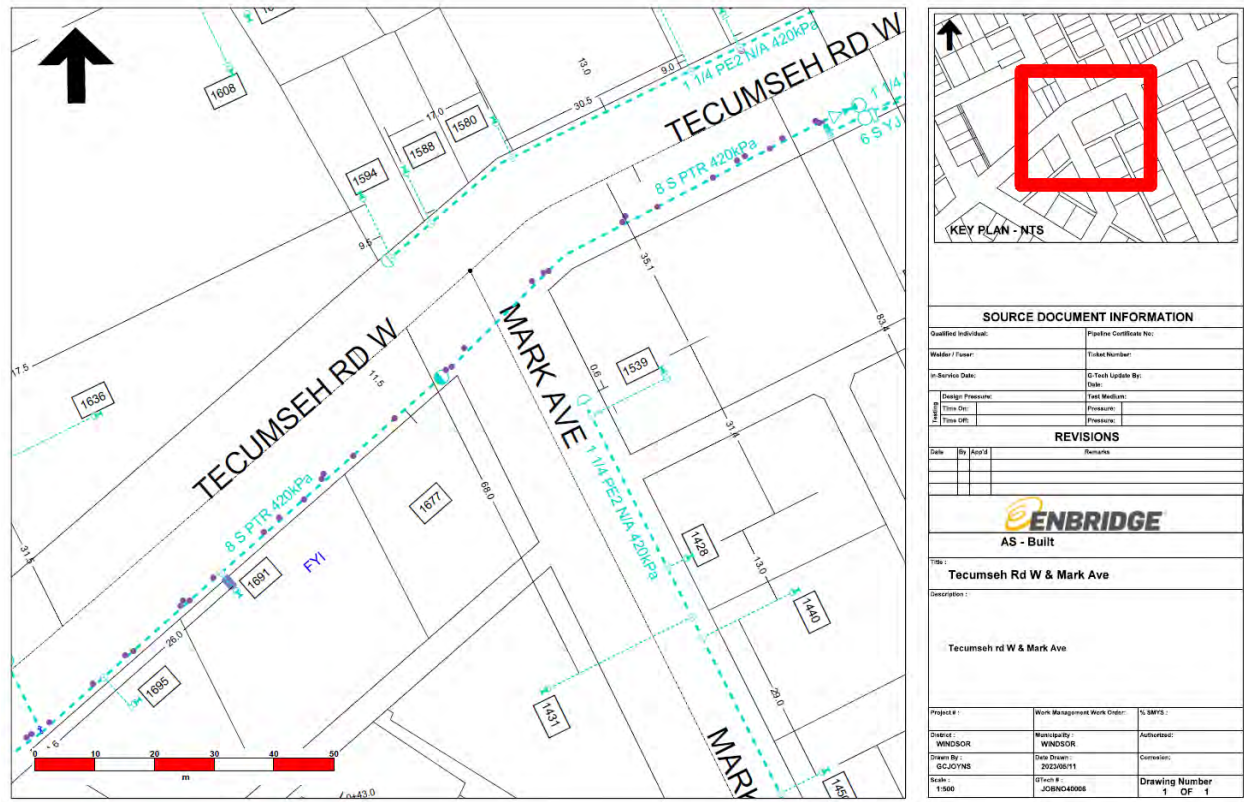 1608
1 1/4 PE2 N/A 420kPa
TECUMSEH RD W
13.0
9.0
30.5
17.0
1580
1588
1594
9.5
8 S PTR 420kPa
1 1/4
6 S YJ
35.1
83.4
17.5
1636
TECUMSEH RD W
11.5
MARK AVE
0.6
1539
31.4
8 S PTR 420kPa
68.0
1677
1 1/4 PE2 N/A 420kPa
1428
13.0
31.5
FYI
1691
1440
26.0
1695
1431
29.0
MARK
0 10 20 30 40 50
m
0+43.0
KEY PLAN - NTS
SOURCE DOCUMENT INFORMATION
Qualified Individual:
Pipeline Certificate No:
Welder / Fuser:
Ticket Number:
In-Service Date:
G-Tech Update By:
Date:
Testing
Design Pressure:
Test Medium:
Time On:
Pressure:
Time Off:
Pressure:
REVISIONS
Date By App'd Remarks
ENBRIDGE
AS - Built
Title :
Tecumseh Rd W & Mark Ave
Description :
Tecumseh rd W & Mark Ave
Project # :
Work Management Work Order:
% SMYS :
District :
WINDSOR
Municipality :
WINDSOR
Authorized:
Drawn By :
GCJOYNS
Date Drawn :
2023/08/11
Corrosion:
Scale :
1:500
GTech # :
JOBNO40006
Drawing Number
1 OF 1